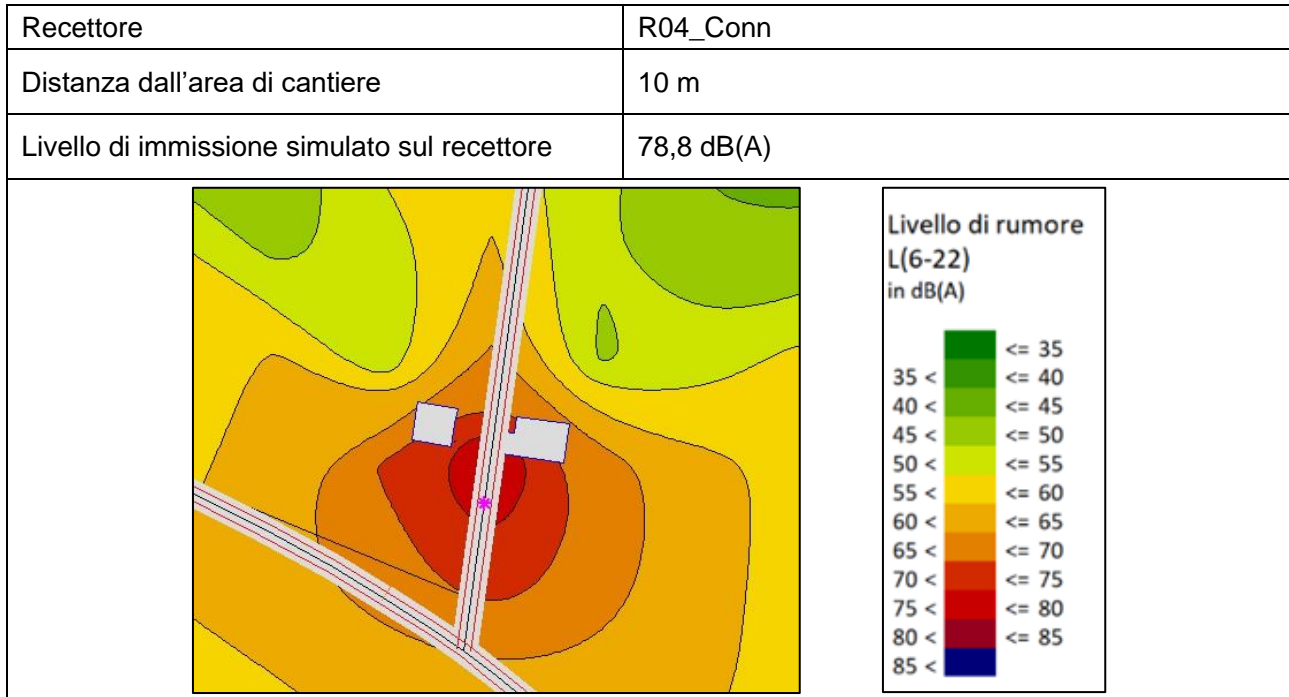 Recettore R04_Conn
Distanza dall’area di cantiere 10 m
Livello di immissione simulato sul recettore 78,8 dB(A)
Livello di rumore
L(6-22)
in dB(A)
<= 35
35 < <= 40
40 < <= 45
45 < <= 50
50 < <= 55
55 < <= 60
60 < <= 65
65 < <= 70
70 < <= 75
75 < <= 80
80 < <= 85
85 <